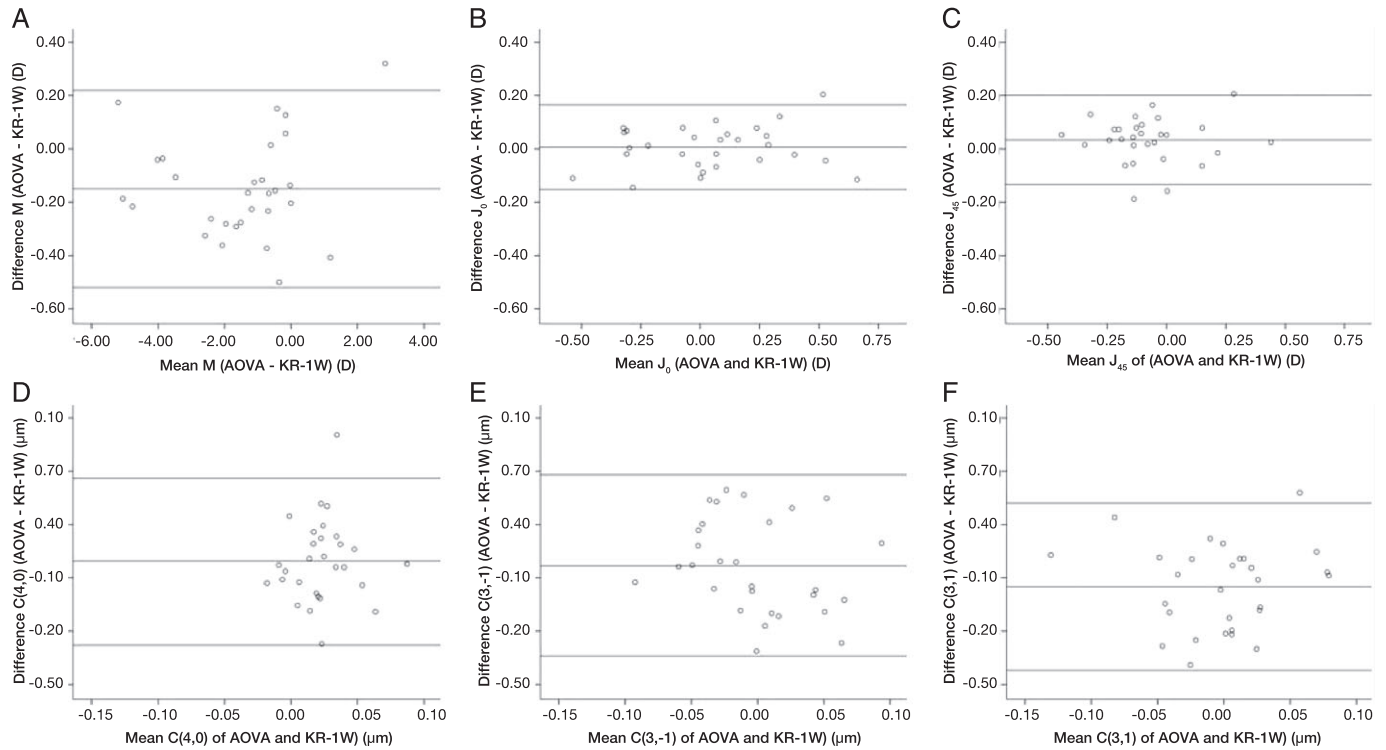 A
0.40
0.20
0.00
-0.20
-0.40
-0.60
Difference M (AOVA - KR-1W) (D)
-6.00 -4.00 -2.00 0.00 2.00 4.00
Mean M (AOVA - KR-1W) (D)
B
0.40
0.20
0.00
-0.20
-0.40
-0.60
Difference J0 (AOVA - KR-1W) (D)
-0.50 -0.25 0.00 0.25 0.50 0.75
Mean J0 (AOVA and KR-1W) (D)
C
0.40
0.20
0.00
-0.20
-0.40
-0.60
Difference J45 (AOVA - KR-1W) (D)
-0.50 -0.25 0.00 0.25 0.50 0.75
Mean J45 of (AOVA and KR-1W) (D)
D
0.10
0.70
0.40
-0.10
-0.20
-0.50
Difference C(4,0) (AOVA - KR-1W) (µm)
-0.15 -0.10 -0.05 0.00 0.05 0.10
Mean C(4,0) of AOVA and KR-1W) (µm)
E
0.10
0.70
0.40
-0.10
-0.20
-0.50
Difference C(3,-1) (AOVA - KR-1W) (µm)
-0.15 -0.10 -0.05 0.00 0.05 0.10
Mean C(3,-1) of AOVA and KR-1W) (µm)
F
0.10
0.70
0.40
-0.10
-0.20
-0.50
Difference C(3,1) (AOVA - KR-1W) (µm)
-0.15 -0.10 -0.05 0.00 0.05 0.10
Mean C(3,1) of AOVA and KR-1W) (µm)